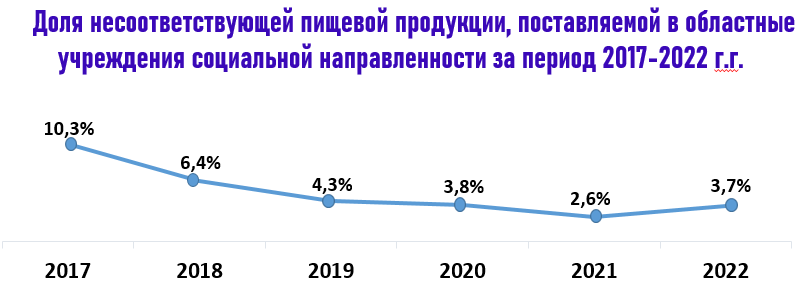 Доля несоответствующей пищевой продукции, поставляемой в областные
учреждения социальной направленности за период 2017-2022 г.г.
10,3%
6,4%
4,3%
3,8%
2,6%
3,7%
2017 2018 2019 2020 2021 2022